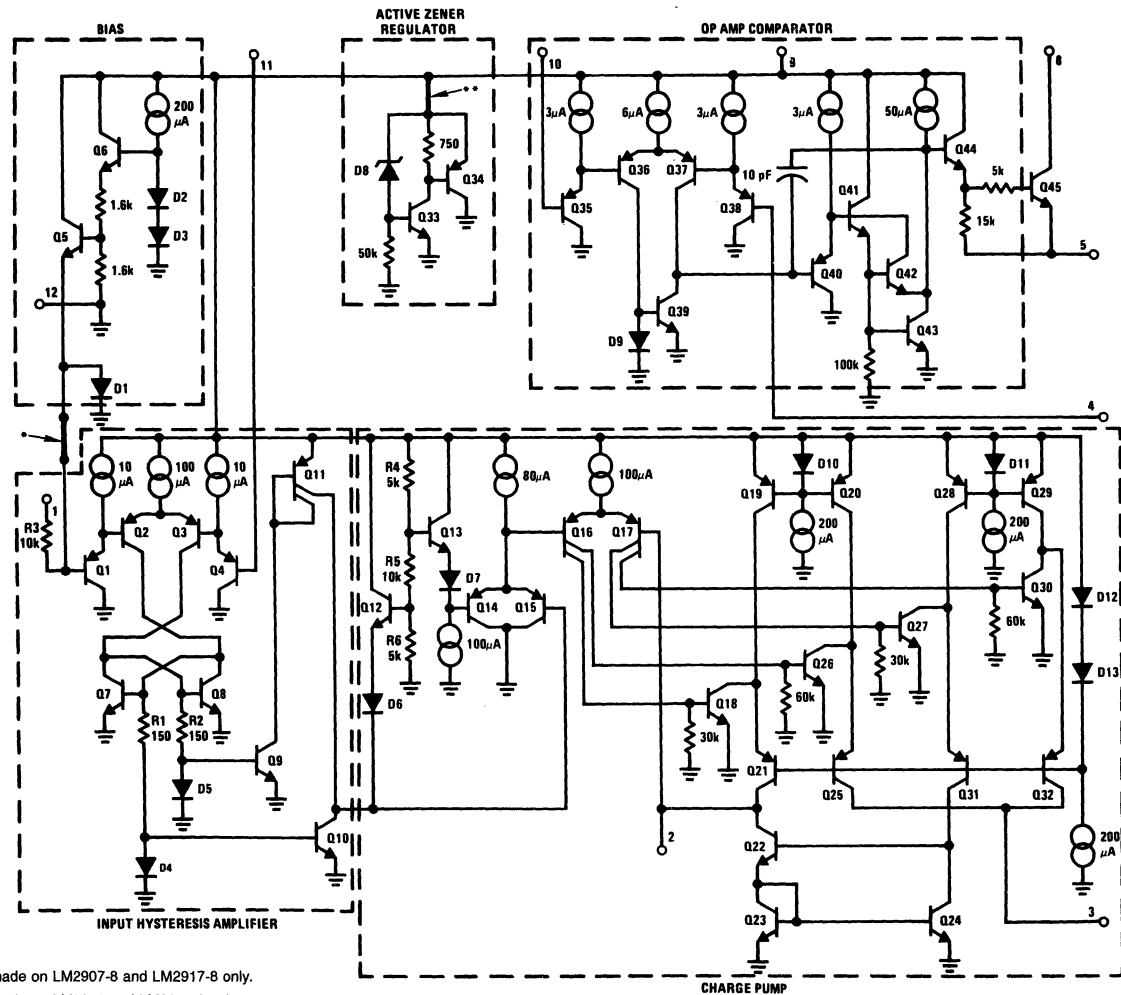 BIAS
ACTIVE ZENER
REGULATOR
OP AMP COMPARATOR
11
10
9
8
200
μA
Q6
D2
D3
1.6k
Q5
1.6k
12
D1
*
**
750
D8
Q34
Q33
50k
3μA
6μA
3μA
3μA
50μA
Q44
Q36
Q37
10 pF
5k
Q45
Q41
Q35
Q38
15k
5
Q40
Q42
Q39
D9
Q43
100k
4
10
μA
100
μA
10
μA
Q11
1
R3
10k
Q2
Q3
Q1
Q4
Q7
Q8
R1
150
R2
150
Q9
D5
Q10
D4
INPUT HYSTERESIS AMPLIFIER
R4
5k
80μA
100μA
Q13
Q16
Q17
R5
10k
D7
Q12
Q14
Q15
R6
5k
100μA
D6
Q19
D10
Q20
200
μA
Q28
D11
Q29
200
μA
Q30
D12
60k
Q27
D13
30k
Q26
60k
Q18
30k
Q21
Q25
Q31
Q32
2
200
μA
Q22
3
Q23
Q24
CHARGE PUMP
made on LM2907-8 and LM2917-8 only.